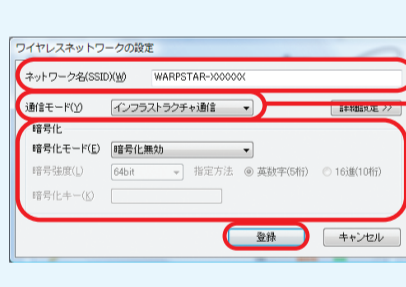 ワイヤレスネットワークの設定
ネットワーク名(SSID)(W) WARPSTAR-XXXXXX
通信モード(Y) インフラストラクチャ通信 詳細設定 >>
暗号化
暗号化モード(E) 暗号化無効
暗号強度(L) 64bit 指定方法 英数字(5桁) 16進(10桁)
暗号化キー(K)
登録 キャンセル